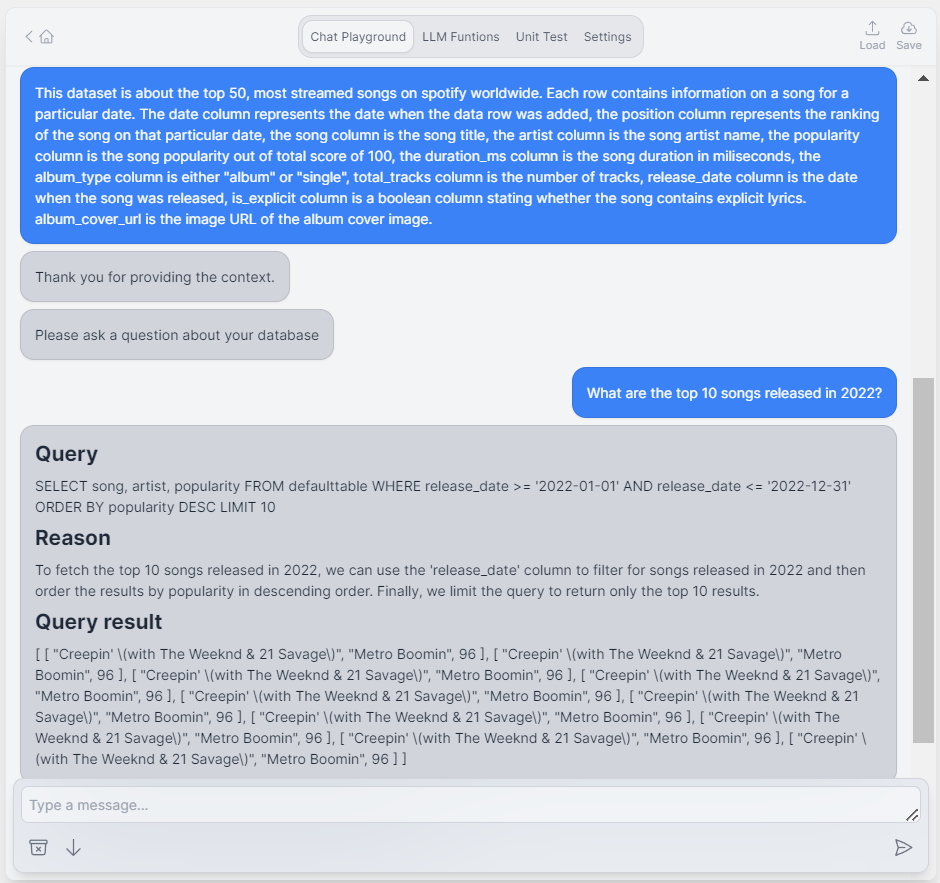 Chat Playground
LLM Funtions
Unit Test
Settings
Load
Save
This dataset is about the top 50, most streamed songs on spotify worldwide. Each row contains information on a song for a
particular date. The date column represents the date when the data row was added, the position column represents the ranking
of the song on that particular date, the song column is the song title, the artist column is the song artist name, the popularity
column is the song popularity out of total score of 100, the duration_ms column is the song duration in miliseconds, the
album_type column is either "album" or "single", total_tracks column is the number of tracks, release_date column is the date
when the song was released, is_explicit column is a boolean column stating whether the song contains explicit lyrics.
album_cover_url is the image URL of the album cover image.
Thank you for providing the context.
Please ask a question about your database
What are the top 10 songs released in 2022?
Query
SELECT song, artist, popularity FROM defaulttable WHERE release_date >= '2022-01-01' AND release_date <= '2022-12-31'
ORDER BY popularity DESC LIMIT 10
Reason
To fetch the top 10 songs released in 2022, we can use the 'release_date' column to filter for songs released in 2022 and then
order the results by popularity in descending order. Finally, we limit the query to return only the top 10 results.
Query result
[ [ "Creepin' \(with The Weeknd & 21 Savage\)", "Metro Boomin", 96 ], [ "Creepin' \(with The Weeknd & 21 Savage\)", "Metro
Boomin", 96 ], [ "Creepin' \(with The Weeknd & 21 Savage\)", "Metro Boomin", 96 ], [ "Creepin' \(with The Weeknd & 21 Savage\)",
"Metro Boomin", 96 ], [ "Creepin' \(with The Weeknd & 21 Savage\)", "Metro Boomin", 96 ], [ "Creepin' \(with The Weeknd & 21
Savage\)", "Metro Boomin", 96 ], [ "Creepin' \(with The Weeknd & 21 Savage\)", "Metro Boomin", 96 ], [ "Creepin' \(with The
Weeknd & 21 Savage\)", "Metro Boomin", 96 ], [ "Creepin' \(with The Weeknd & 21 Savage\)", "Metro Boomin", 96 ], [ "Creepin' \
(with The Weeknd & 21 Savage\)", "Metro Boomin", 96 ] ]
Type a message...